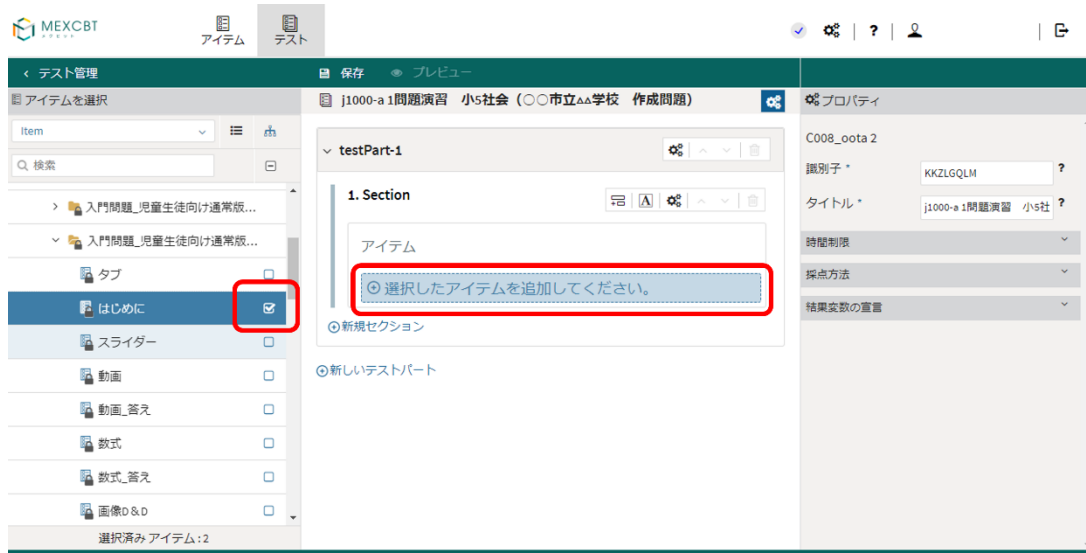 MEXCBT
メクビット
アイテム
テスト
?
< テスト管理
保存
プレビュー
アイテムを選択
j1000-a 1問題演習 小5社会（○○市立△△学校 作成問題）
プロパティ
Item
検索
testPart-1
C008_oota 2
識別子 *
KKZLGQLM
?
タイトル *
j1000-a 1問題演習 小5社
?
入門問題_児童生徒向け通常版...
入門問題_児童生徒向け通常版...
1. Section
A
アイテム
時間制限
採点方法
結果変数の宣言
タブ
はじめに
選択したアイテムを追加してください。
新規セクション
スライダー
新しいテストパート
動画
動画_答え
数式
数式_答え
画像D&D
選択済みアイテム:2